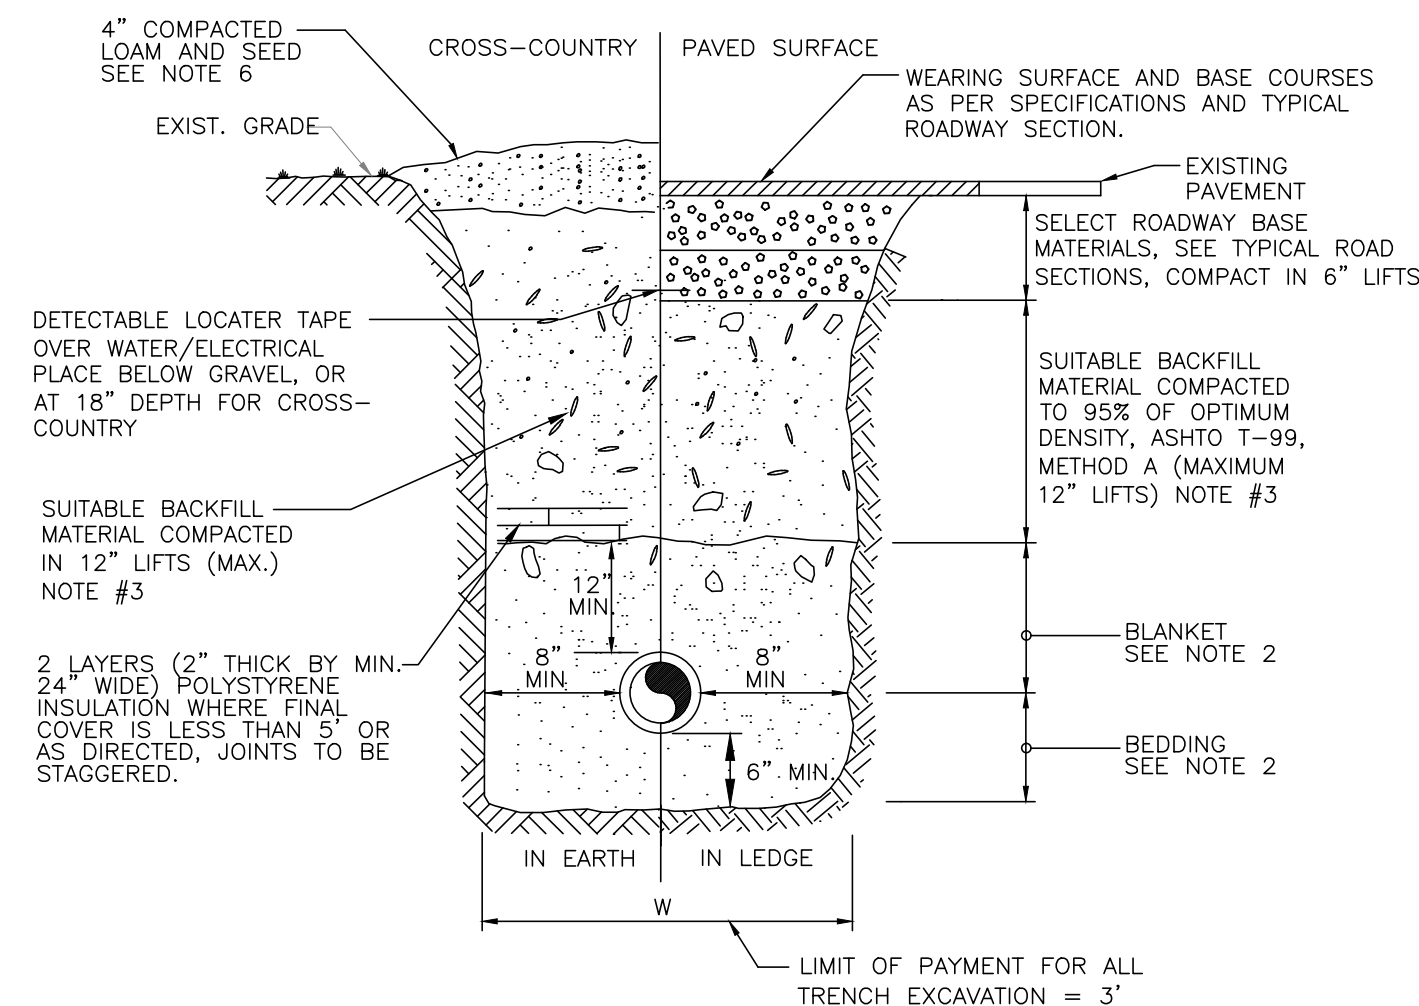 4” COMPACTED
LOAM AND SEED
SEE NOTE 6
CROSS-COUNTRY
PAVED SURFACE
WEARING SURFACE AND BASE COURSES
AS PER SPECIFICATIONS AND TYPICAL
ROADWAY SECTION.
EXIST. GRADE
EXISTING
PAVEMENT
SELECT ROADWAY BASE
MATERIALS, SEE TYPICAL ROAD
SECTIONS, COMPACT IN 6” LIFTS
DETECTABLE LOCATER TAPE
OVER WATER/ELECTRICAL
PLACE BELOW GRAVEL, OR
AT 18” DEPTH FOR CROSS-
COUNTRY
SUITABLE BACKFILL
MATERIAL COMPACTED
TO 95% OF OPTIMUM
DENSITY, ASHTO T-99,
METHOD A (MAXIMUM
12” LIFTS) NOTE #3
SUITABLE BACKFILL
MATERIAL COMPACTED
IN 12” LIFTS (MAX.)
NOTE #3
12”
MIN.
8”
MIN
8”
MIN
BLANKET
SEE NOTE 2
2 LAYERS (2” THICK BY MIN.
24” WIDE) POLYSTYRENE
INSULATION WHERE FINAL
COVER IS LESS THAN 5’ OR
AS DIRECTED, JOINTS TO BE
STAGGERED.
6” MIN.
BEDDING
SEE NOTE 2
IN EARTH
IN LEDGE
W
LIMIT OF PAYMENT FOR ALL
TRENCH EXCAVATION = 3’